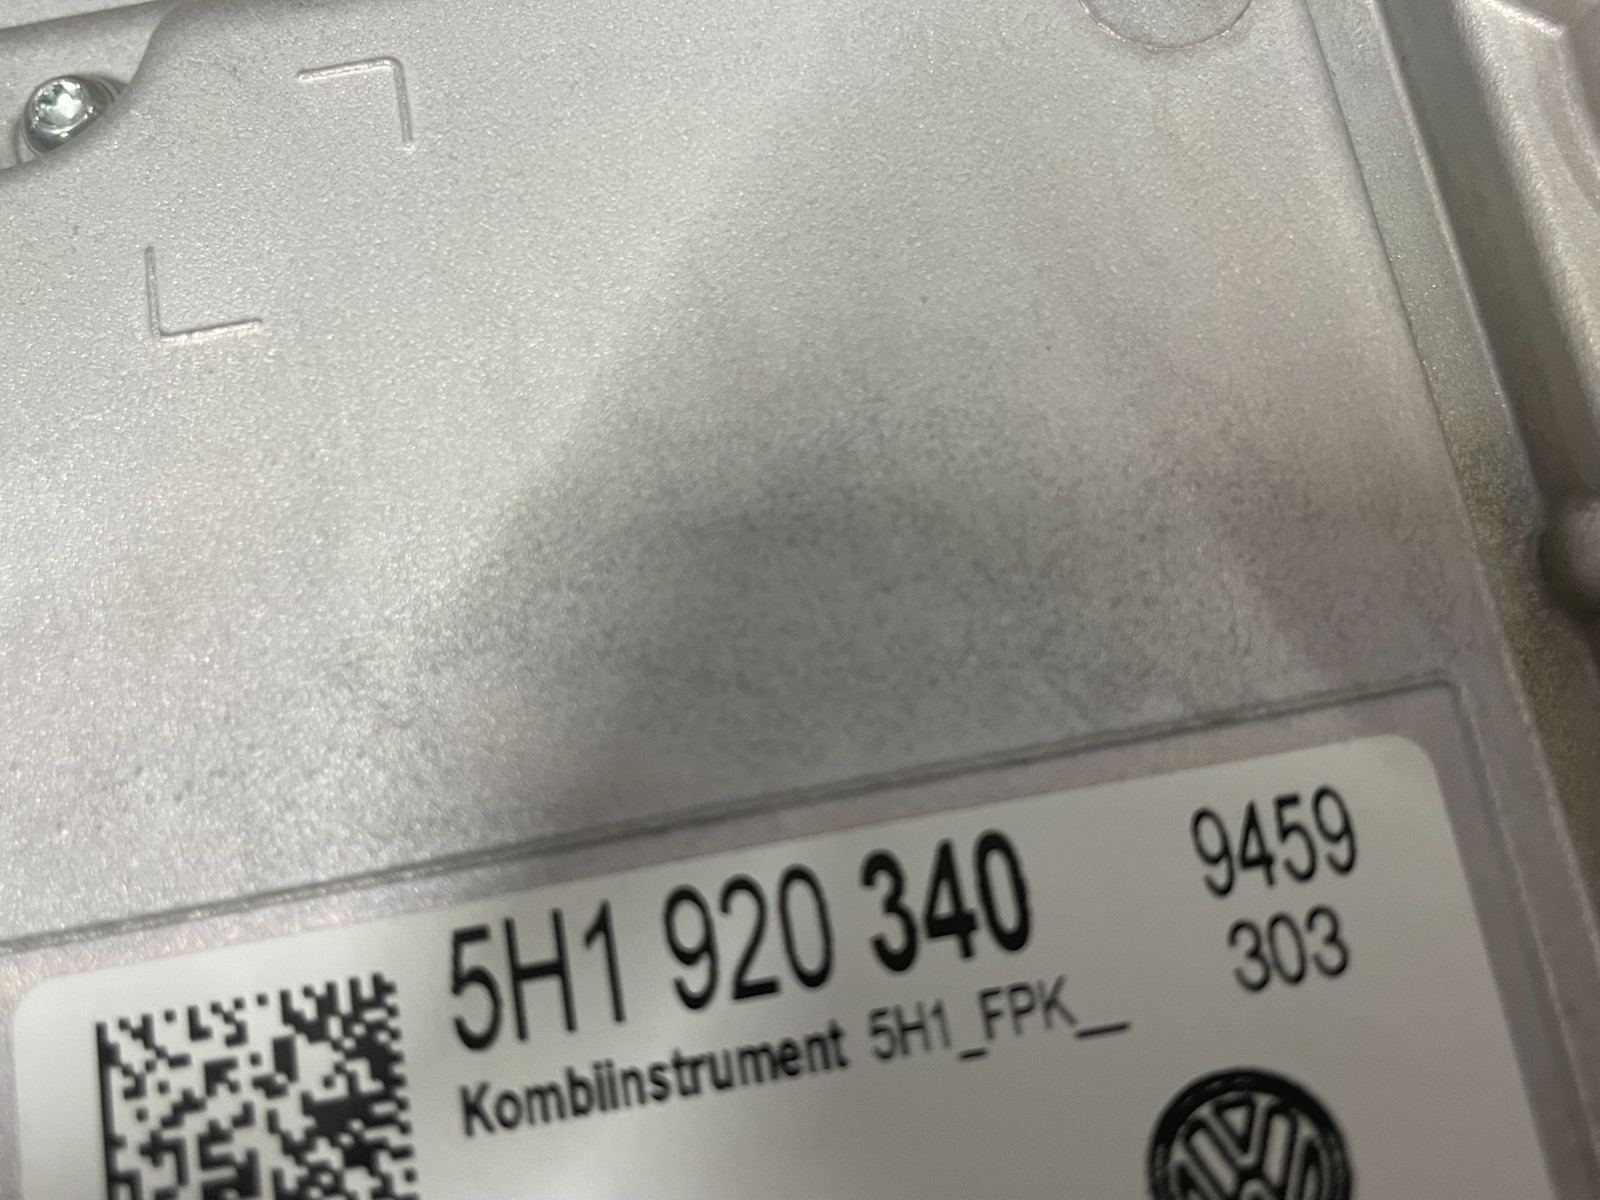 5H1 920 340 9459
Kombiinstrument 5H1_FPK__ 303